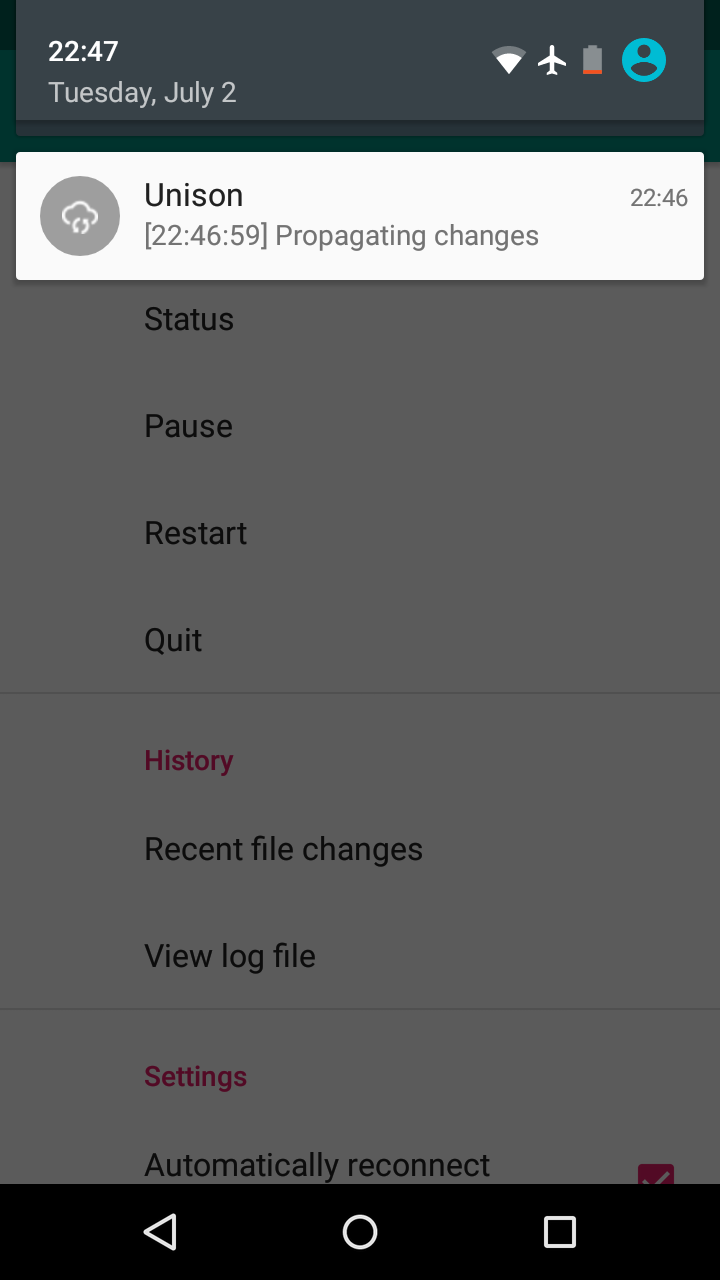 22:47
Tuesday, July 2
Unison
22:46
[22:46:59] Propagating changes
Status
Pause
Restart
Quit
History
Recent file changes
View log file
Settings
Automatically reconnect